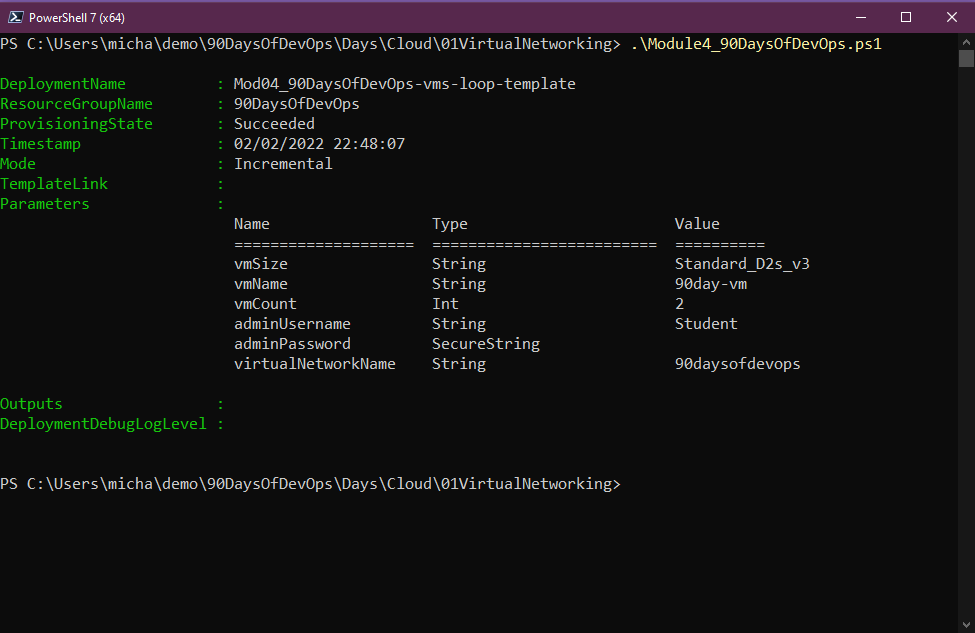 PowerShell 7 (x64)
PS C:\Users\micha\demo\90DaysOfDevOps\Days\Cloud\01VirtualNetworking> .\Module4_90DaysOfDevOps.ps1
DeploymentName : Mod04_90DaysOfDevOps-vms-loop-template
ResourceGroupName : 90DaysOfDevOps
ProvisioningState : Succeeded
Timestamp : 02/02/2022 22:48:07
Mode : Incremental
TemplateLink :
Parameters :
Name Type Value
==================== ========================= ==========
vmSize String Standard_D2s_v3
vmName String 90day-vm
vmCount Int 2
adminUsername String Student
adminPassword SecureString
virtualNetworkName String 90daysofdevops
Outputs :
DeploymentDebugLogLevel :
PS C:\Users\micha\demo\90DaysOfDevOps\Days\Cloud\01VirtualNetworking>